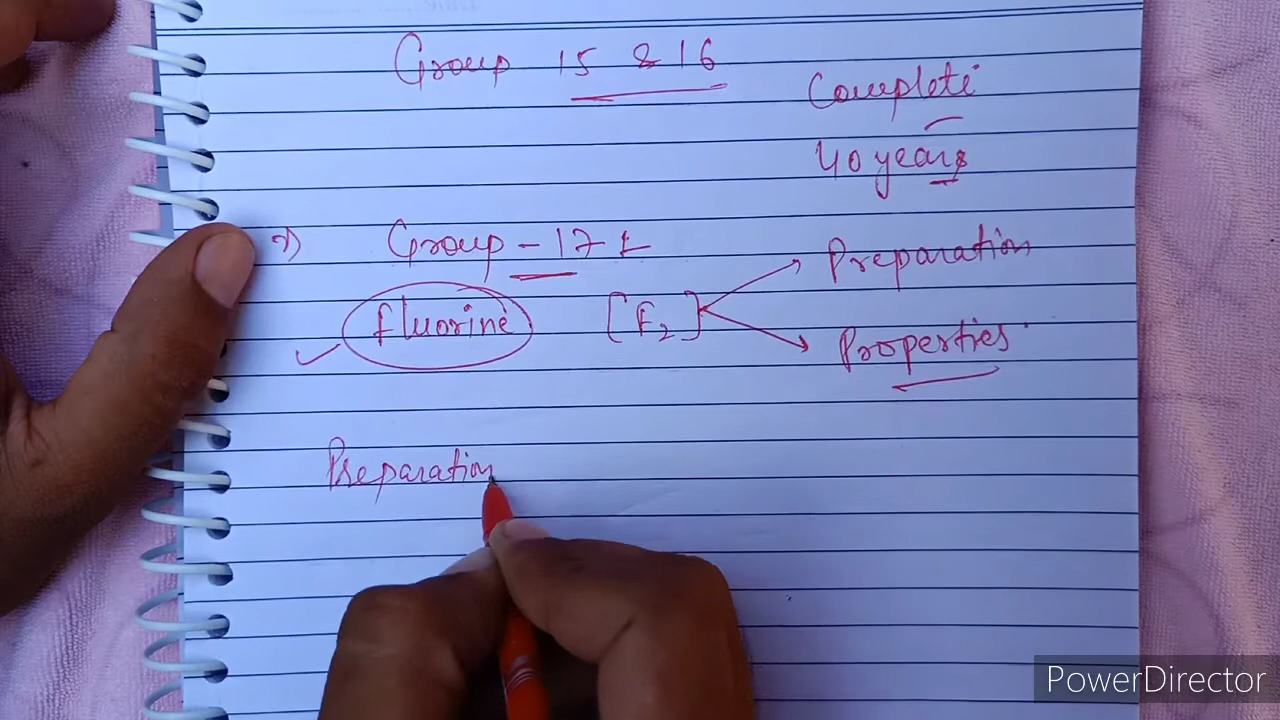 Group 15 & 16
Complete
40 years
⇒ Group - 17 :-
fluorine [F₂] Preparation
Properties
Preparation
PowerDirector